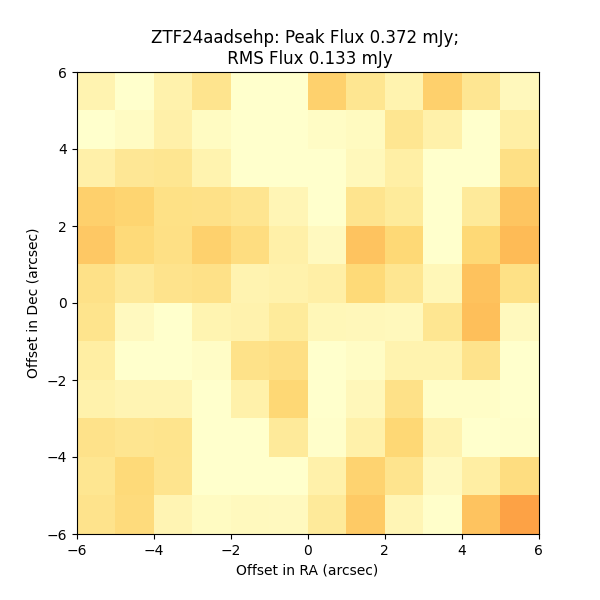 ZTF24aadsehp: Peak Flux 0.372 mJy;
RMS Flux 0.133 mJy
6
4
2
0
−2
−4
−6
Offset in Dec (arcsec)
−6 −4 −2 0 2 4 6
Offset in RA (arcsec)